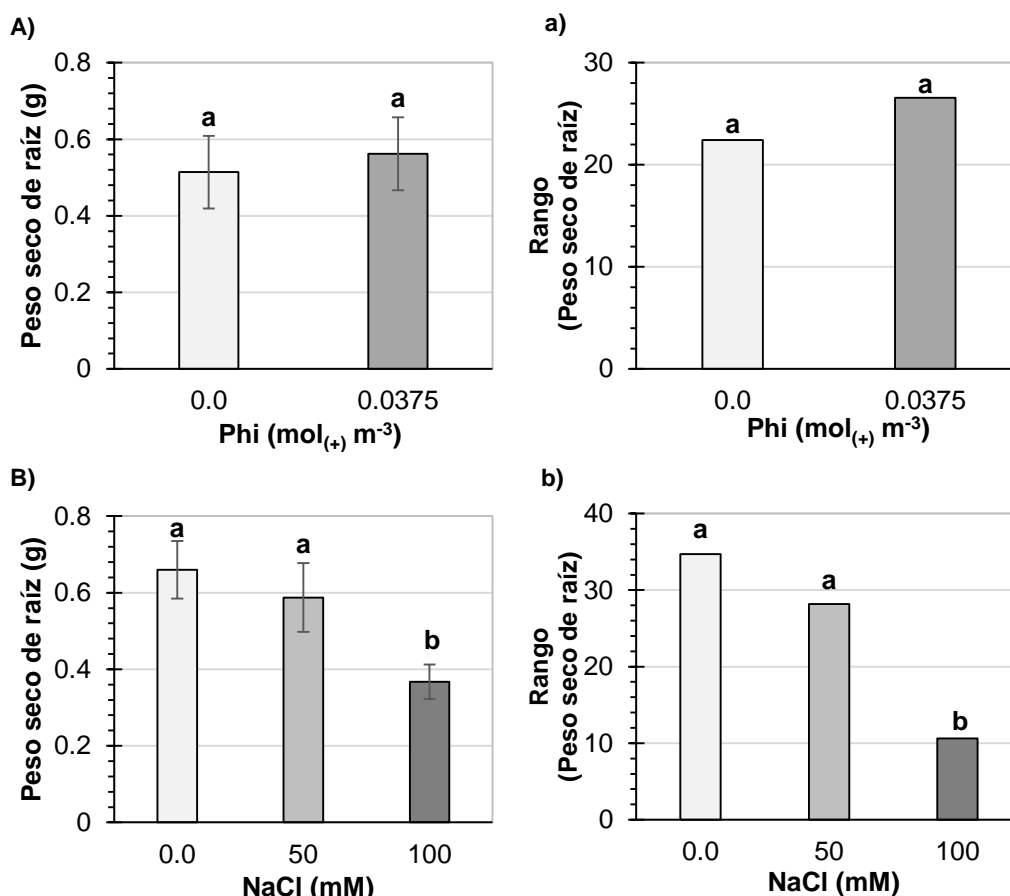 A)
Peso seco de raíz (g)
0.8
0.6
0.4
0.2
0
a
a
0.0
0.0375
Phi (mol(+) m-3)
a)
Rango
(Peso seco de raíz)
30
20
10
0
a
a
0.0
0.0375
Phi (mol(+) m-3)
B)
Peso seco de raíz (g)
0.8
0.6
0.4
0.2
0
a
a
b
0.0
50
100
NaCl (mM)
b)
Rango
(Peso seco de raíz)
40
30
20
10
0
a
a
b
0.0
50
100
NaCl (mM)